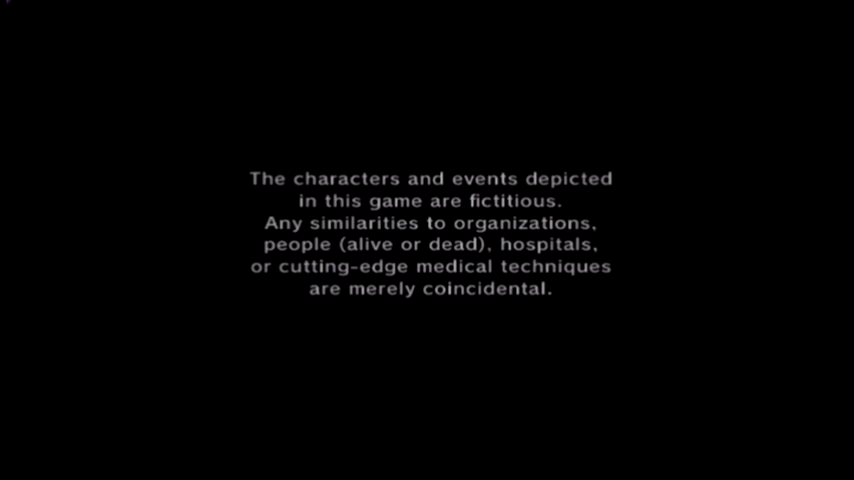 The characters and events depicted
in this game are fictitious.
Any similarities to organizations,
people (alive or dead), hospitals,
or cutting-edge medical techniques
are merely coincidental.